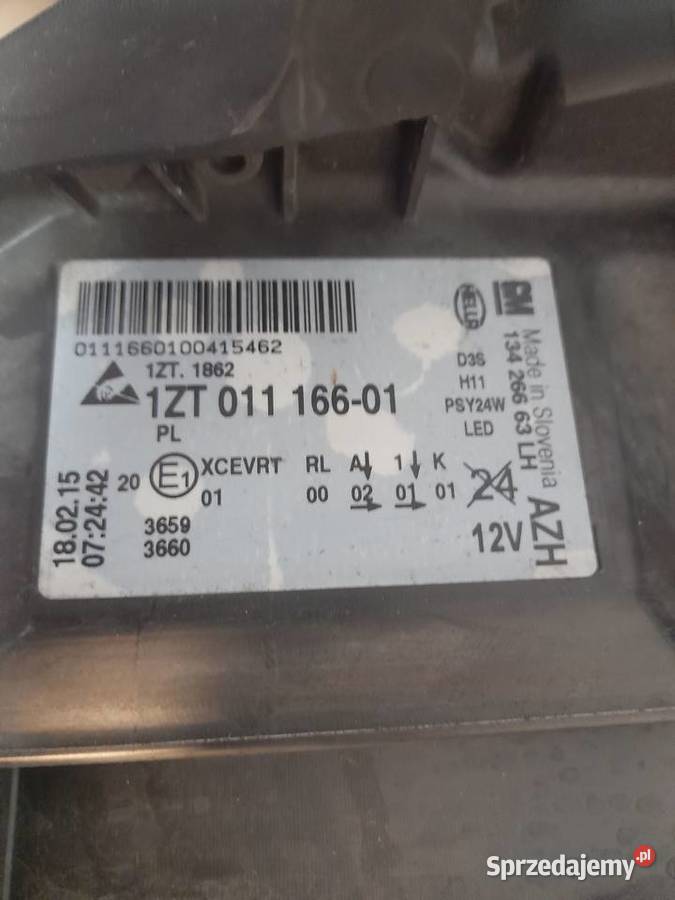 0111660100415462
1ZT. 1862
1ZT 011 166-01
PL
20 E1 XCEVRT RL A 1 K
01 00 02 01 01
3659
3660
18.02.15
07:24:42
HELLA
D3S
H11
PSY24W
LED
24
12V
GM
134 266 63 LH
Made in Slovenia
AZH
Sprzedajemy.pl